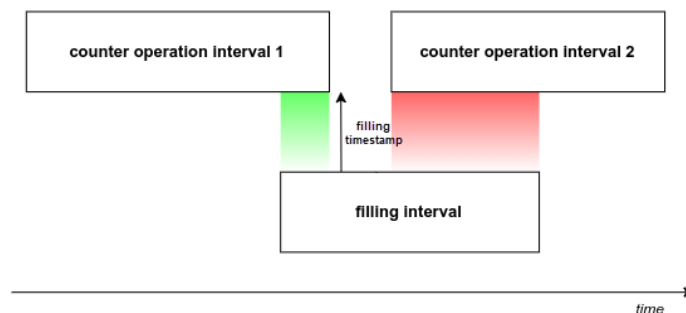 counter operation interval 1
counter operation interval 2
filling
timestamp
filling interval
time